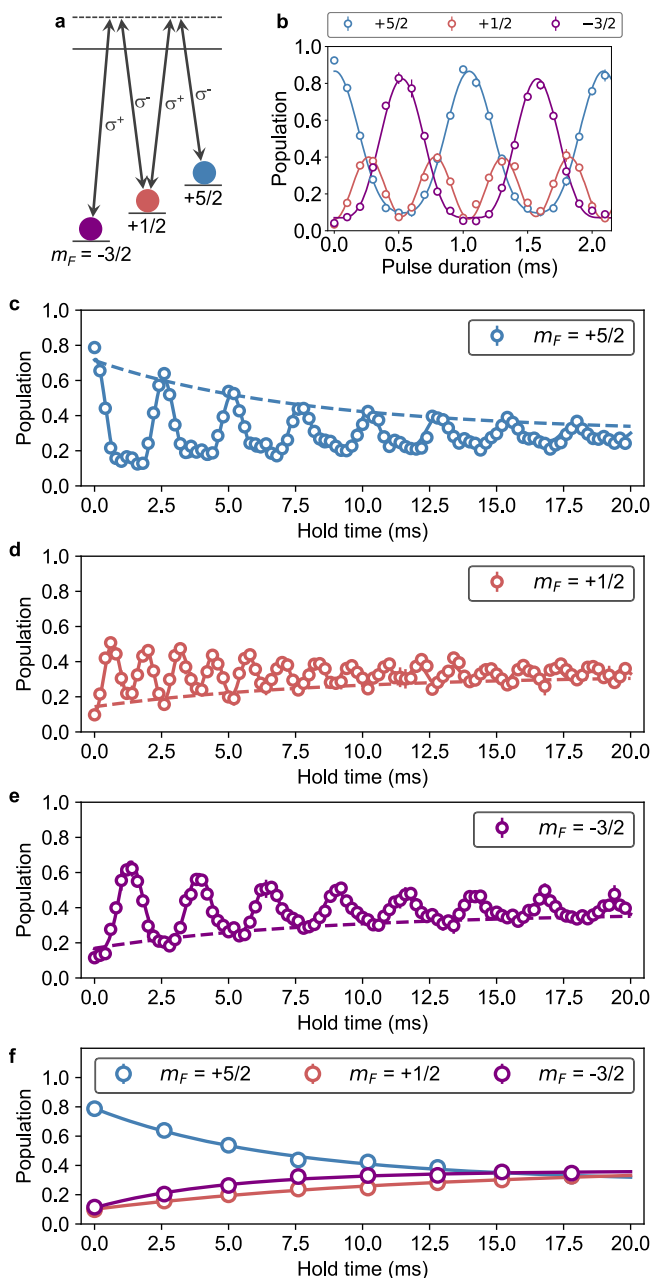 a
σ+
σ-
σ+
σ-
+5/2
+1/2
mF = -3/2
b
+5/2 +1/2 −3/2
1.0
0.8
0.6
0.4
0.2
0.0
Population
0.0 0.5 1.0 1.5 2.0
Pulse duration (ms)
c
1.0
0.8
0.6
0.4
0.2
0.0
Population
mF = +5/2
0.0 2.5 5.0 7.5 10.0 12.5 15.0 17.5 20.0
Hold time (ms)
d
1.0
0.8
0.6
0.4
0.2
0.0
Population
mF = +1/2
0.0 2.5 5.0 7.5 10.0 12.5 15.0 17.5 20.0
Hold time (ms)
e
1.0
0.8
0.6
0.4
0.2
0.0
Population
mF = -3/2
0.0 2.5 5.0 7.5 10.0 12.5 15.0 17.5 20.0
Hold time (ms)
f
mF = +5/2 mF = +1/2 mF = -3/2
1.0
0.8
0.6
0.4
0.2
0.0
Population
0.0 2.5 5.0 7.5 10.0 12.5 15.0 17.5 20.0
Hold time (ms)